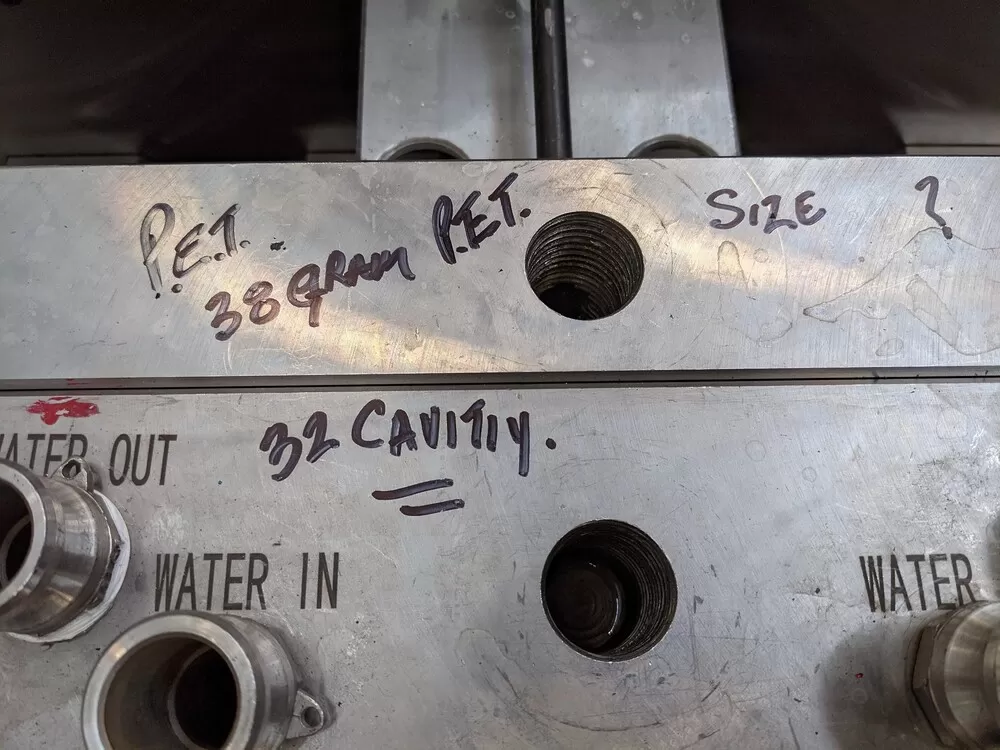 P.E.T.
38 GRAM P.E.T.
SIZE ?
32 CAVITIY.
WATER OUT
WATER IN
WATER